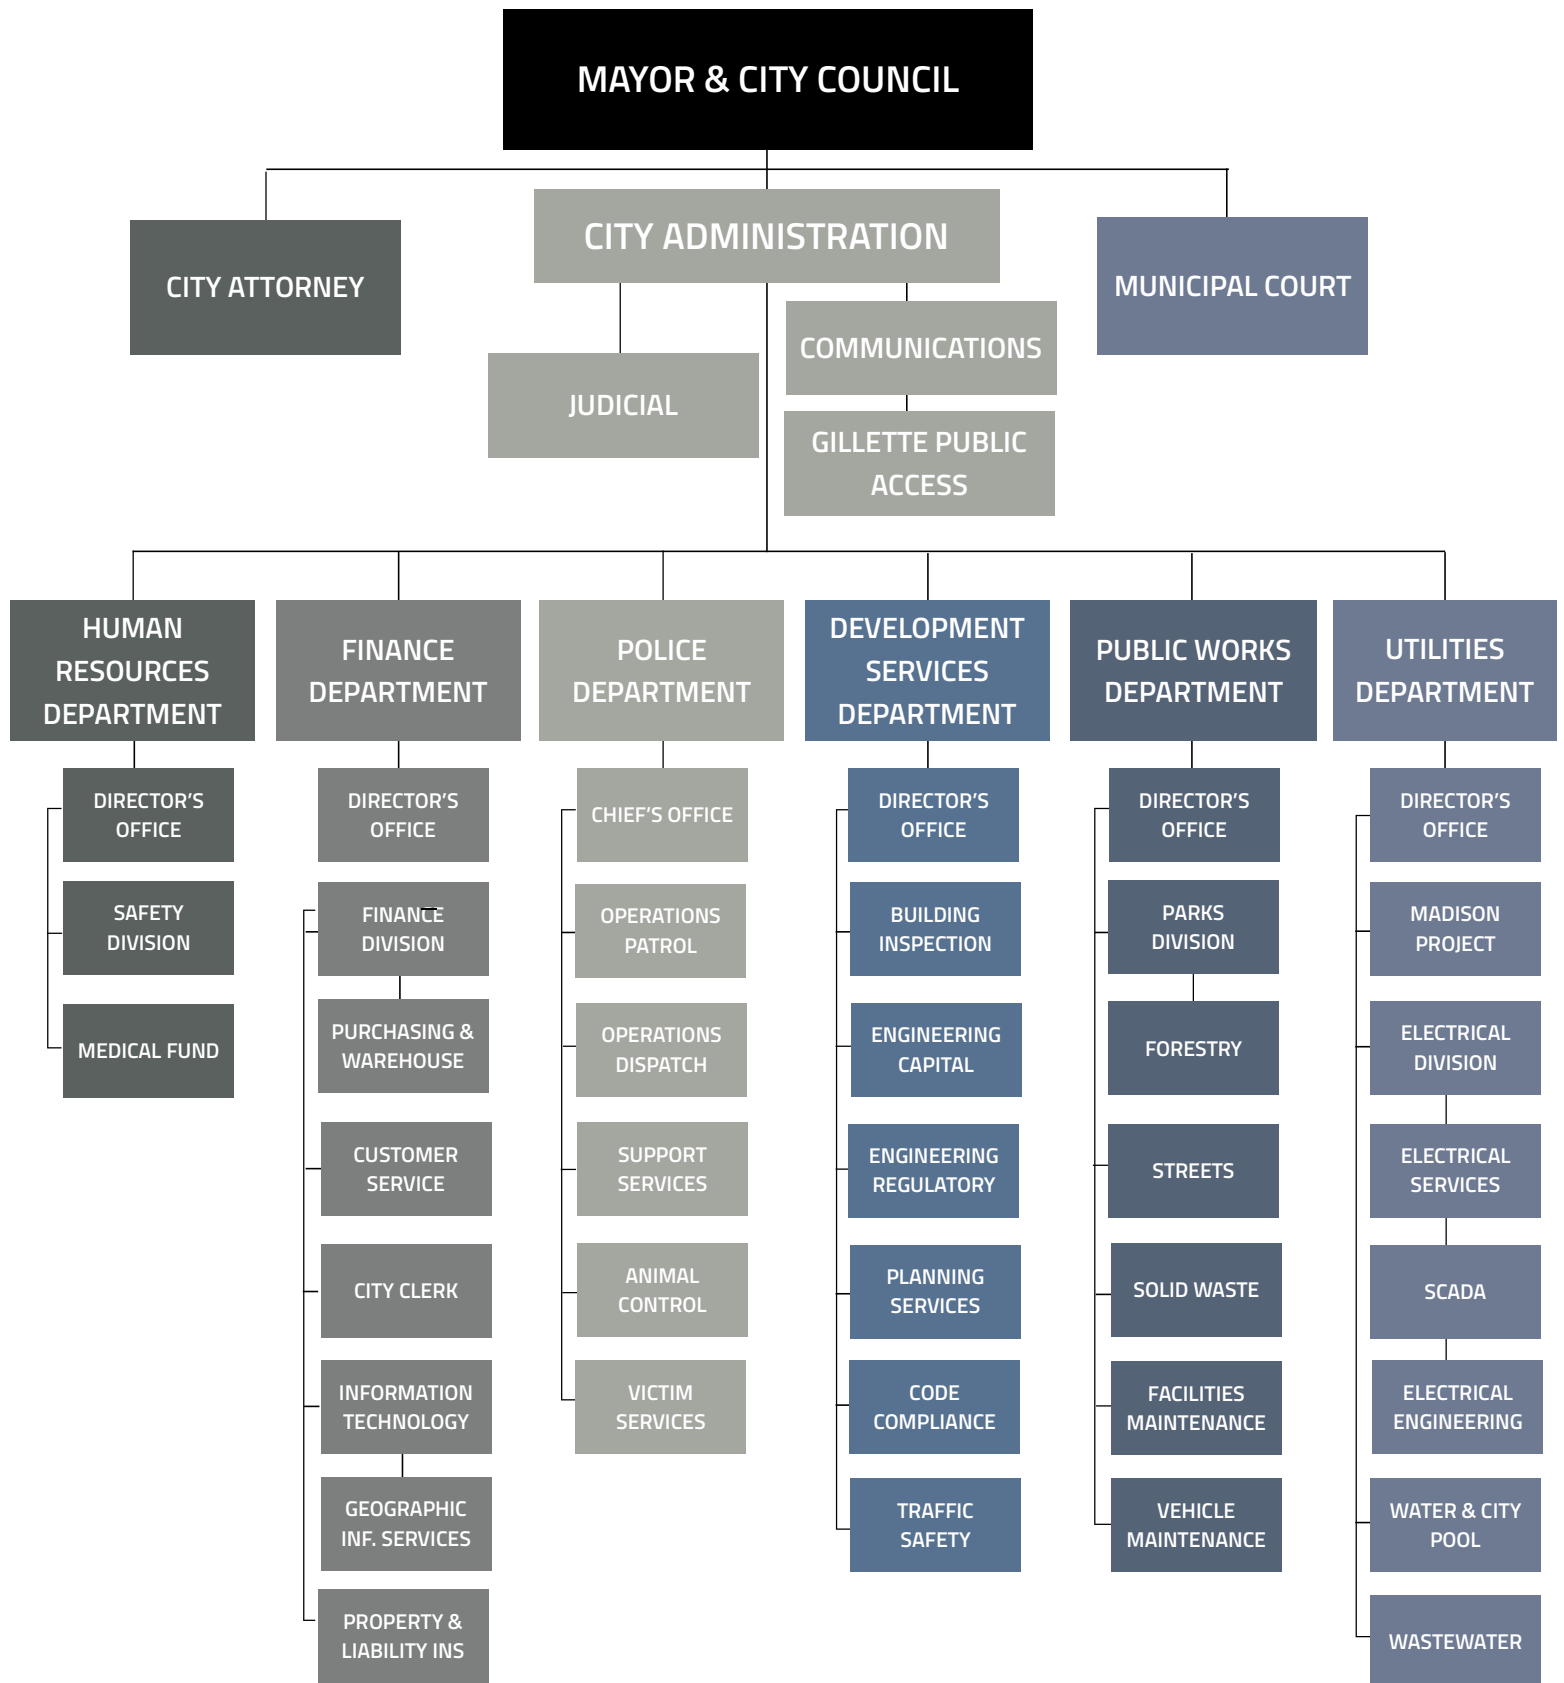 MAYOR & CITY COUNCIL
CITY ATTORNEY
CITY ADMINISTRATION
MUNICIPAL COURT
JUDICIAL
COMMUNICATIONS
GILLETTE PUBLIC
ACCESS
HUMAN
RESOURCES
DEPARTMENT
DIRECTOR'S
OFFICE
SAFETY
DIVISION
MEDICAL FUND
FINANCE
DEPARTMENT
DIRECTOR'S
OFFICE
FINANCE
DIVISION
PURCHASING &
WAREHOUSE
CUSTOMER
SERVICE
CITY CLERK
INFORMATION
TECHNOLOGY
GEOGRAPHIC
INF. SERVICES
PROPERTY &
LIABILITY INS
POLICE
DEPARTMENT
CHIEF'S OFFICE
OPERATIONS
PATROL
OPERATIONS
DISPATCH
SUPPORT
SERVICES
ANIMAL
CONTROL
VICTIM
SERVICES
DEVELOPMENT
SERVICES
DEPARTMENT
DIRECTOR'S
OFFICE
BUILDING
INSPECTION
ENGINEERING
CAPITAL
ENGINEERING
REGULATORY
PLANNING
SERVICES
CODE
COMPLIANCE
TRAFFIC
SAFETY
PUBLIC WORKS
DEPARTMENT
DIRECTOR'S
OFFICE
PARKS
DIVISION
FORESTRY
STREETS
SOLID WASTE
FACILITIES
MAINTENANCE
VEHICLE
MAINTENANCE
UTILITIES
DEPARTMENT
DIRECTOR'S
OFFICE
MADISON
PROJECT
ELECTRICAL
DIVISION
ELECTRICAL
SERVICES
SCADA
ELECTRICAL
ENGINEERING
WATER & CITY
POOL
WASTEWATER